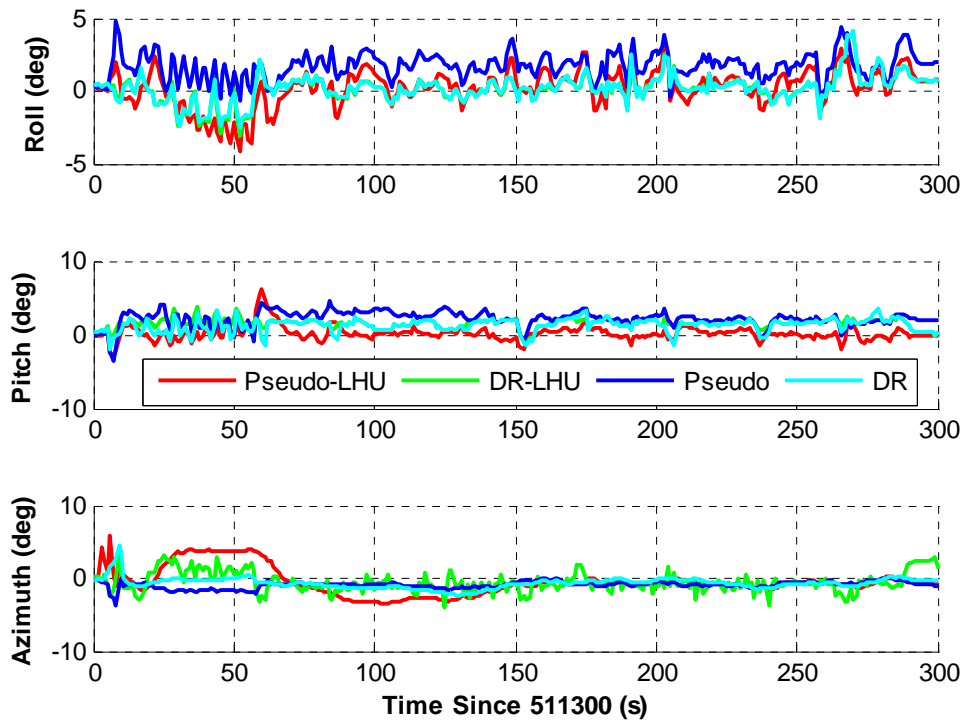 Roll (deg)
5
0
-5
0 50 100 150 200 250 300
Pitch (deg)
10
0
-10
Pseudo-LHU DR-LHU Pseudo DR
0 50 100 150 200 250 300
Azimuth (deg)
10
0
-10
0 50 100 150 200 250 300
Time Since 511300 (s)